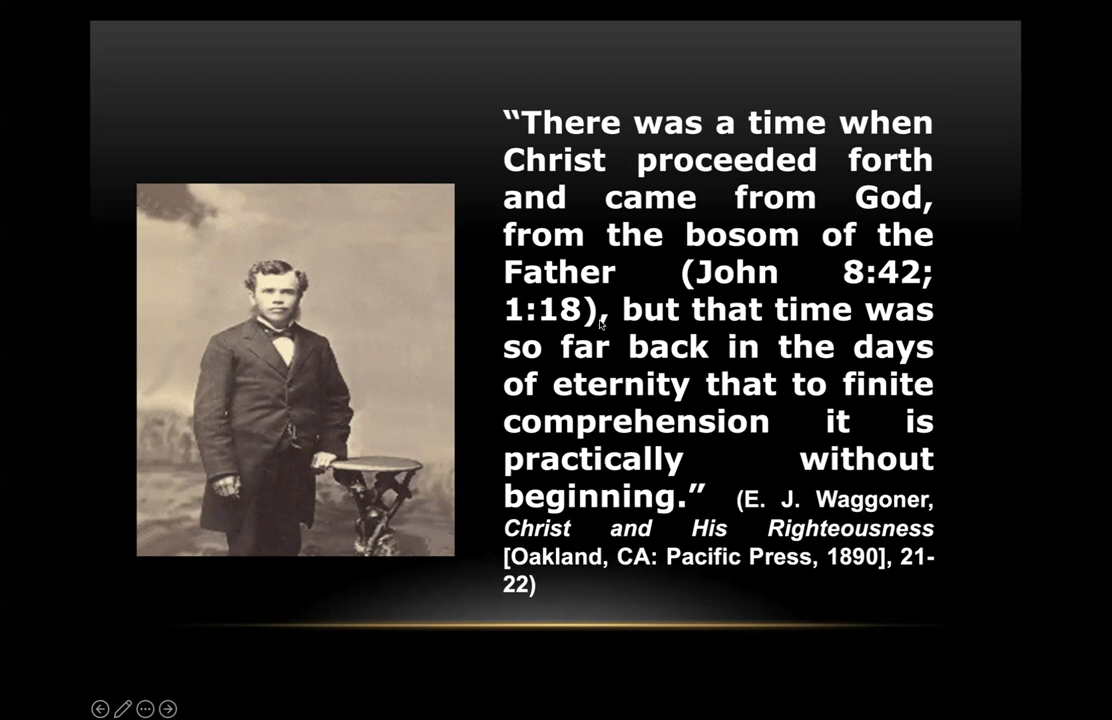 “There was a time when
Christ proceeded forth
and came from God,
from the bosom of the
Father (John 8:42;
1:18), but that time was
so far back in the days
of eternity that to finite
comprehension it is
practically without
beginning.” (E. J. Waggoner,
Christ and His Righteousness
[Oakland, CA: Pacific Press, 1890], 21-
22)